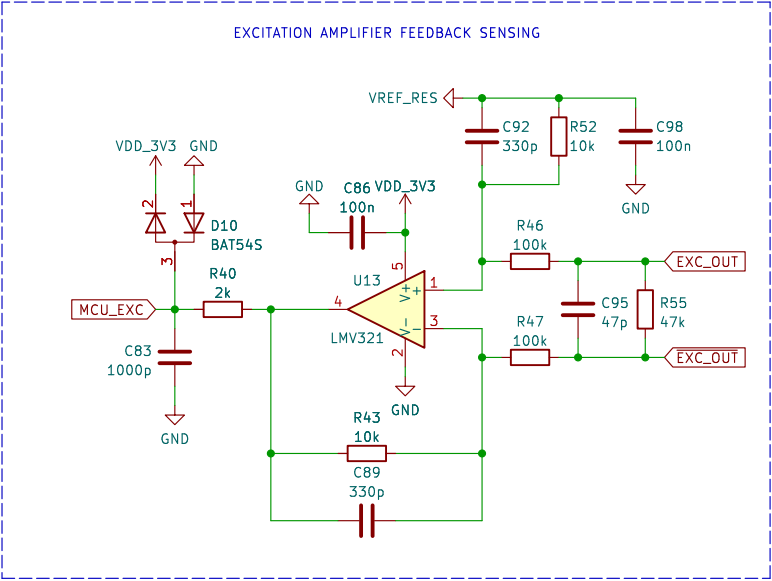 EXCITATION AMPLIFIER FEEDBACK SENSING
VREF_RES
C92
330p
R52
10k
C98
100n
GND
VDD_3V3
GND
2
1
D10
BAT54S
3
GND
C86
100n
VDD_3V3
R46
100k
EXC_OUT
MCU_EXC
R40
2k
U13
5
V+
+
1
4
LMV321
V-
-
3
2
GND
C95
47p
R55
47k
R47
100k
EXC_OUT
C83
1000p
GND
R43
10k
C89
330p